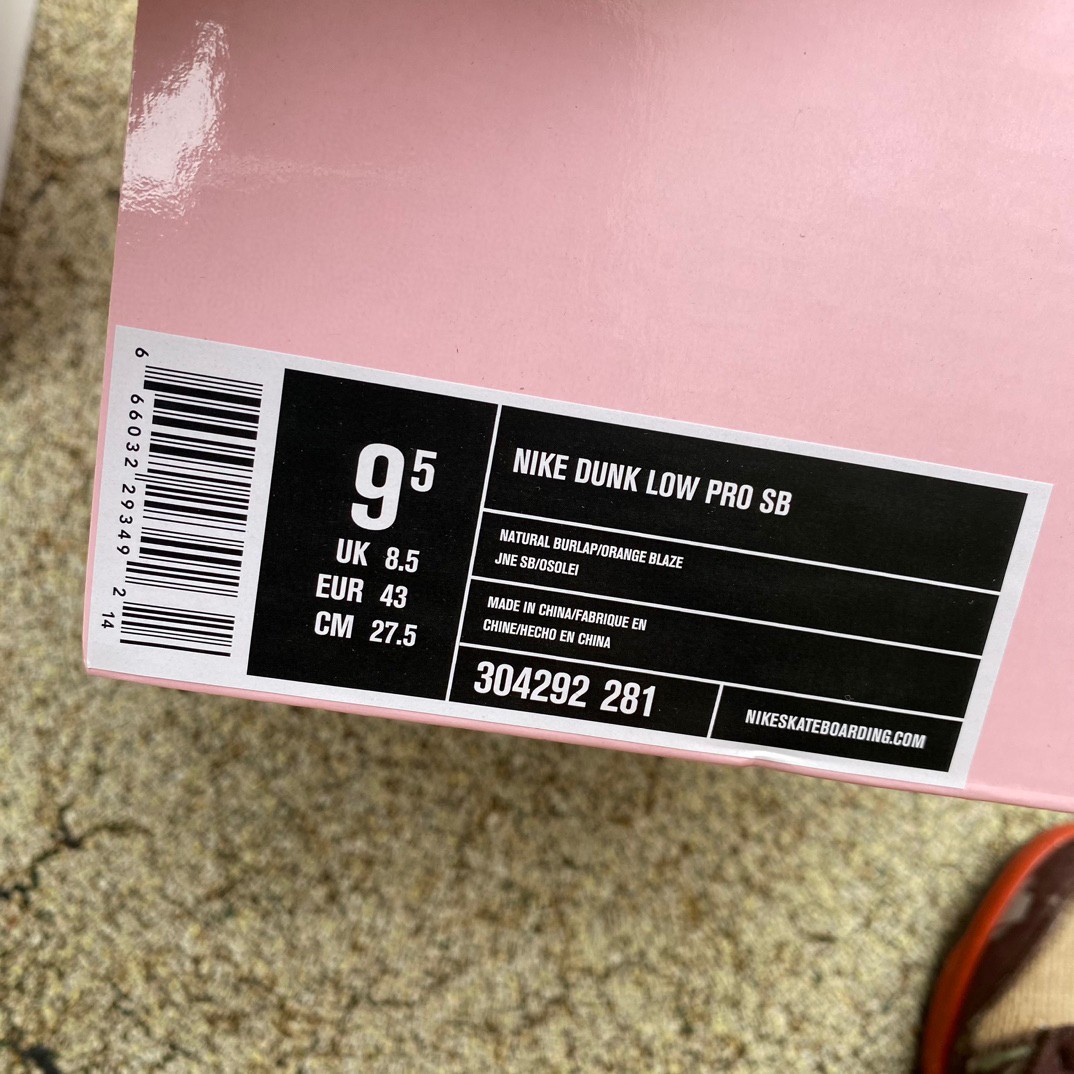 6 66032 29349 2 14
9 5
UK 8.5
EUR 43
CM 27.5
NIKE DUNK LOW PRO SB
NATURAL BURLAP/ORANGE BLAZE
JNE SB/OSOLEI
MADE IN CHINA/FABRIQUE EN
CHINE/HECHO EN CHINA
304292 281
NIKESKATEBOARDING.COM